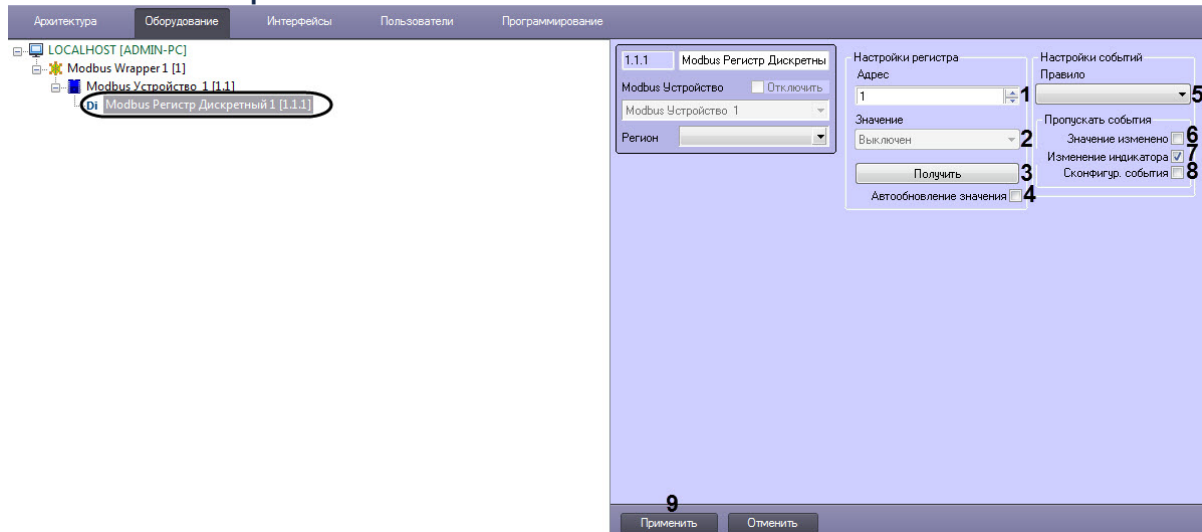 Архитектура Оборудование Интерфейсы Пользователи Программирование
LOCALHOST [ADMIN-PC]
Modbus Wrapper 1 [1]
Modbus Устройство 1 [1.1]
Di Modbus Регистр Дискретный 1 [1.1.1]
1.1.1 Modbus Регистр Дискретны
Modbus Устройство Отключить
Modbus Устройство 1
Регион
Настройки регистра
Адрес
1 1
Значение
Выключен 2
Получить 3
Автообновление значения 4
Настройки событий
Правило
5
Пропускать события
Значение изменено 6
Изменение индикатора 7
Сконфигур. события 8
9
Применить Отменить